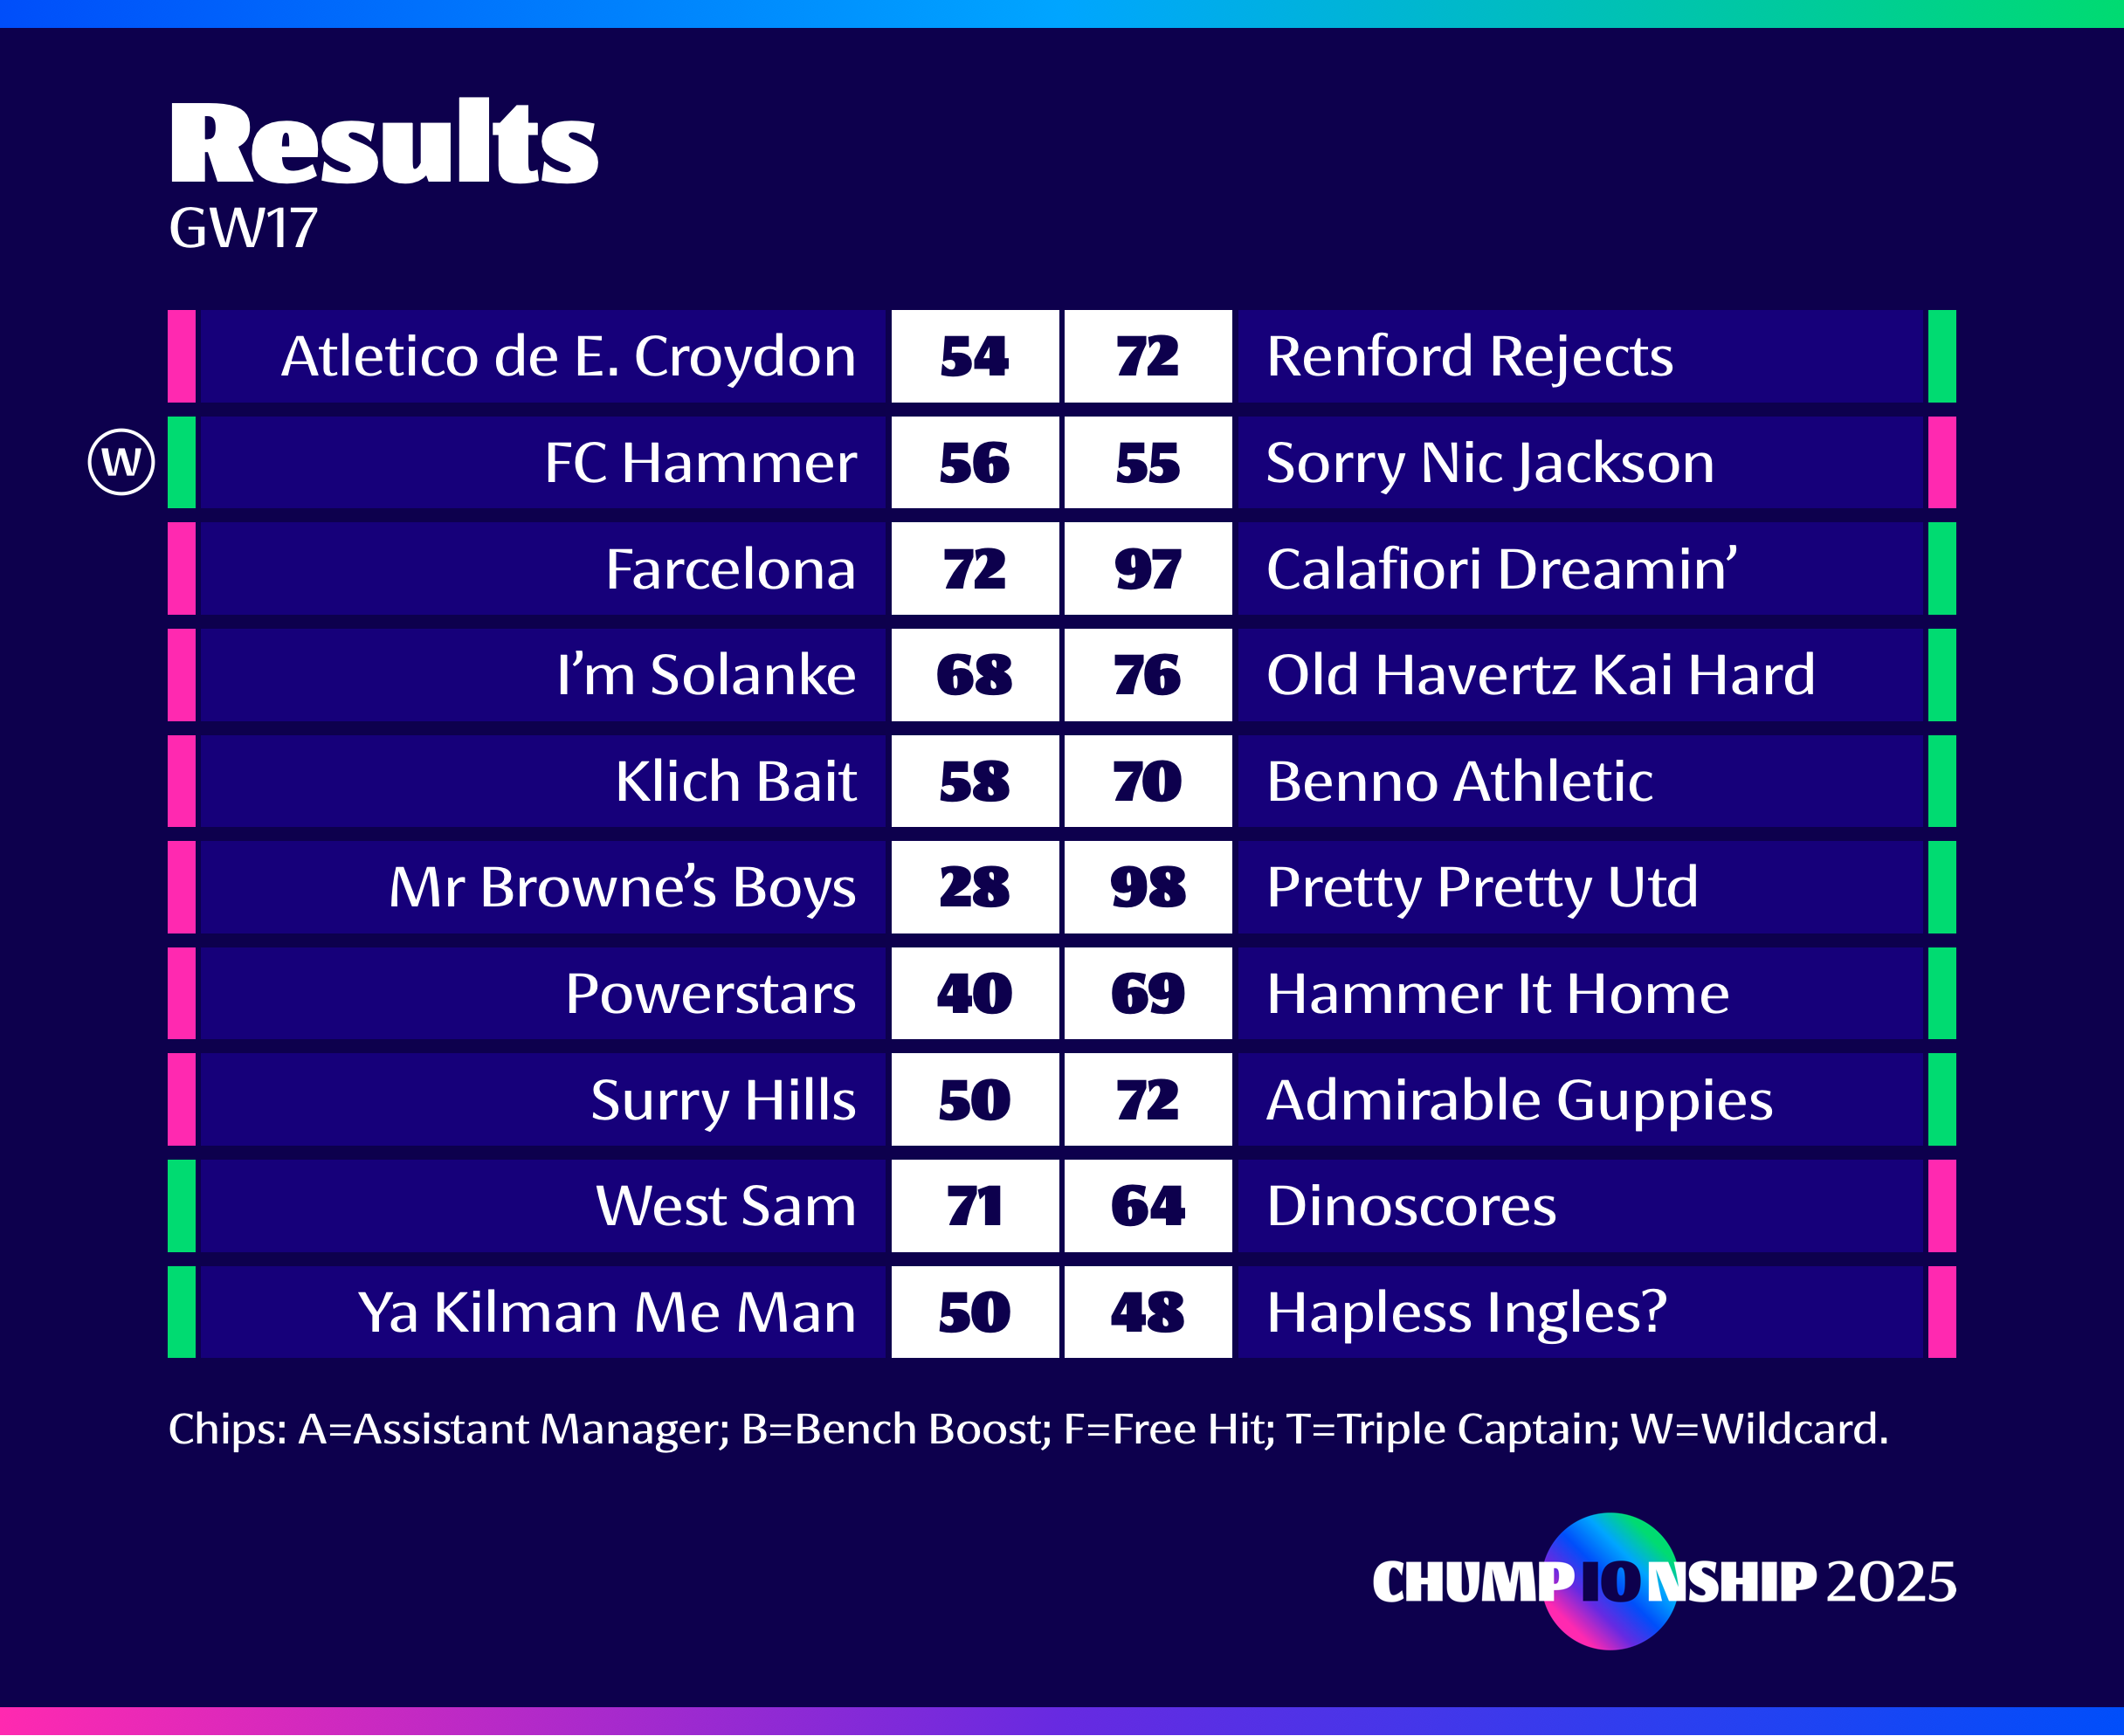 Results
GW17
Atletico de E. Croydon 54 72 Renford Rejects
W FC Hammer 56 55 Sorry Nic Jackson
Farcelona 72 97 Calafiori Dreamin’
I’m Solanke 68 76 Old Havertz Kai Hard
Klich Bait 58 70 Benno Athletic
Mr Browne’s Boys 28 98 Pretty Pretty Utd
Powerstars 40 69 Hammer It Home
Surry Hills 50 72 Admirable Guppies
West Sam 71 64 Dinoscores
Ya Kilman Me Man 50 48 Hapless Ingles?
Chips: A=Assistant Manager; B=Bench Boost; F=Free Hit; T=Triple Captain; W=Wildcard.
CHUMPIONSHIP 2025